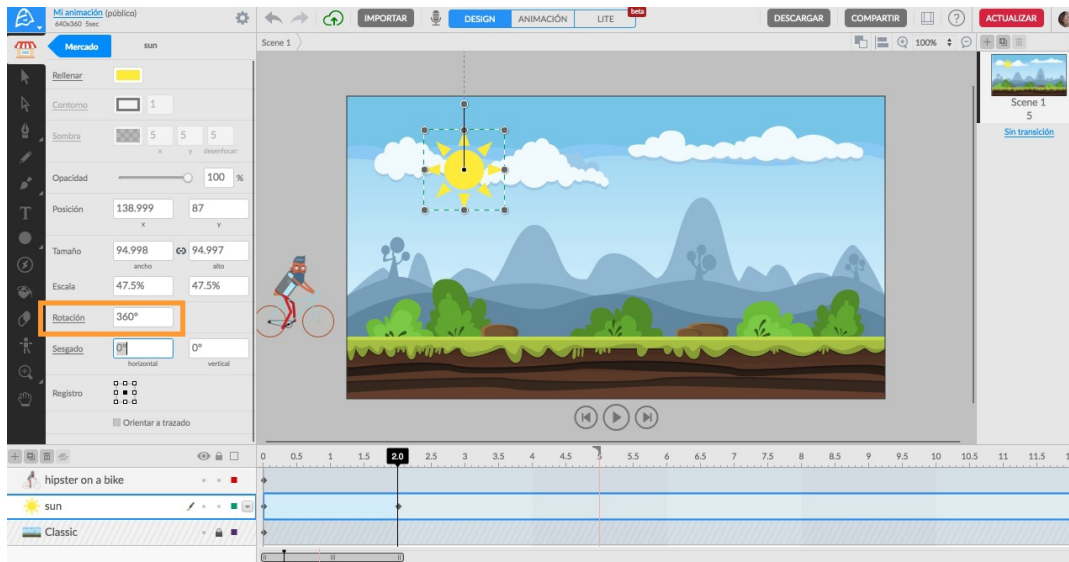 Mi animación (público)
640x360 5sec
IMPORTAR
DESIGN
ANIMACIÓN
LITE
beta
DESCARGAR
COMPARTIR
?
ACTUALIZAR
Mercado
sun
Scene 1
100%
Rellenar
Contorno
1
Sombra
5
5
5
x
y
desenfocar:
Opacidad
100
%
Posición
138.999
87
x
y
Tamaño
94.998
94.997
ancho
alto
Escala
47.5%
47.5%
Rotación
360°
Sesgado
0°
0°
horizontal
vertical
Registro
Orientar a trazado
T
Scene 1
5
Sin transición
0 0.5 1 1.5 2.0 2.5 3 3.5 4 4.5 5 5.5 6 6.5 7 7.5 8 8.5 9 9.5 10 10.5 11 11.5 1
hipster on a bike
sun
Classic